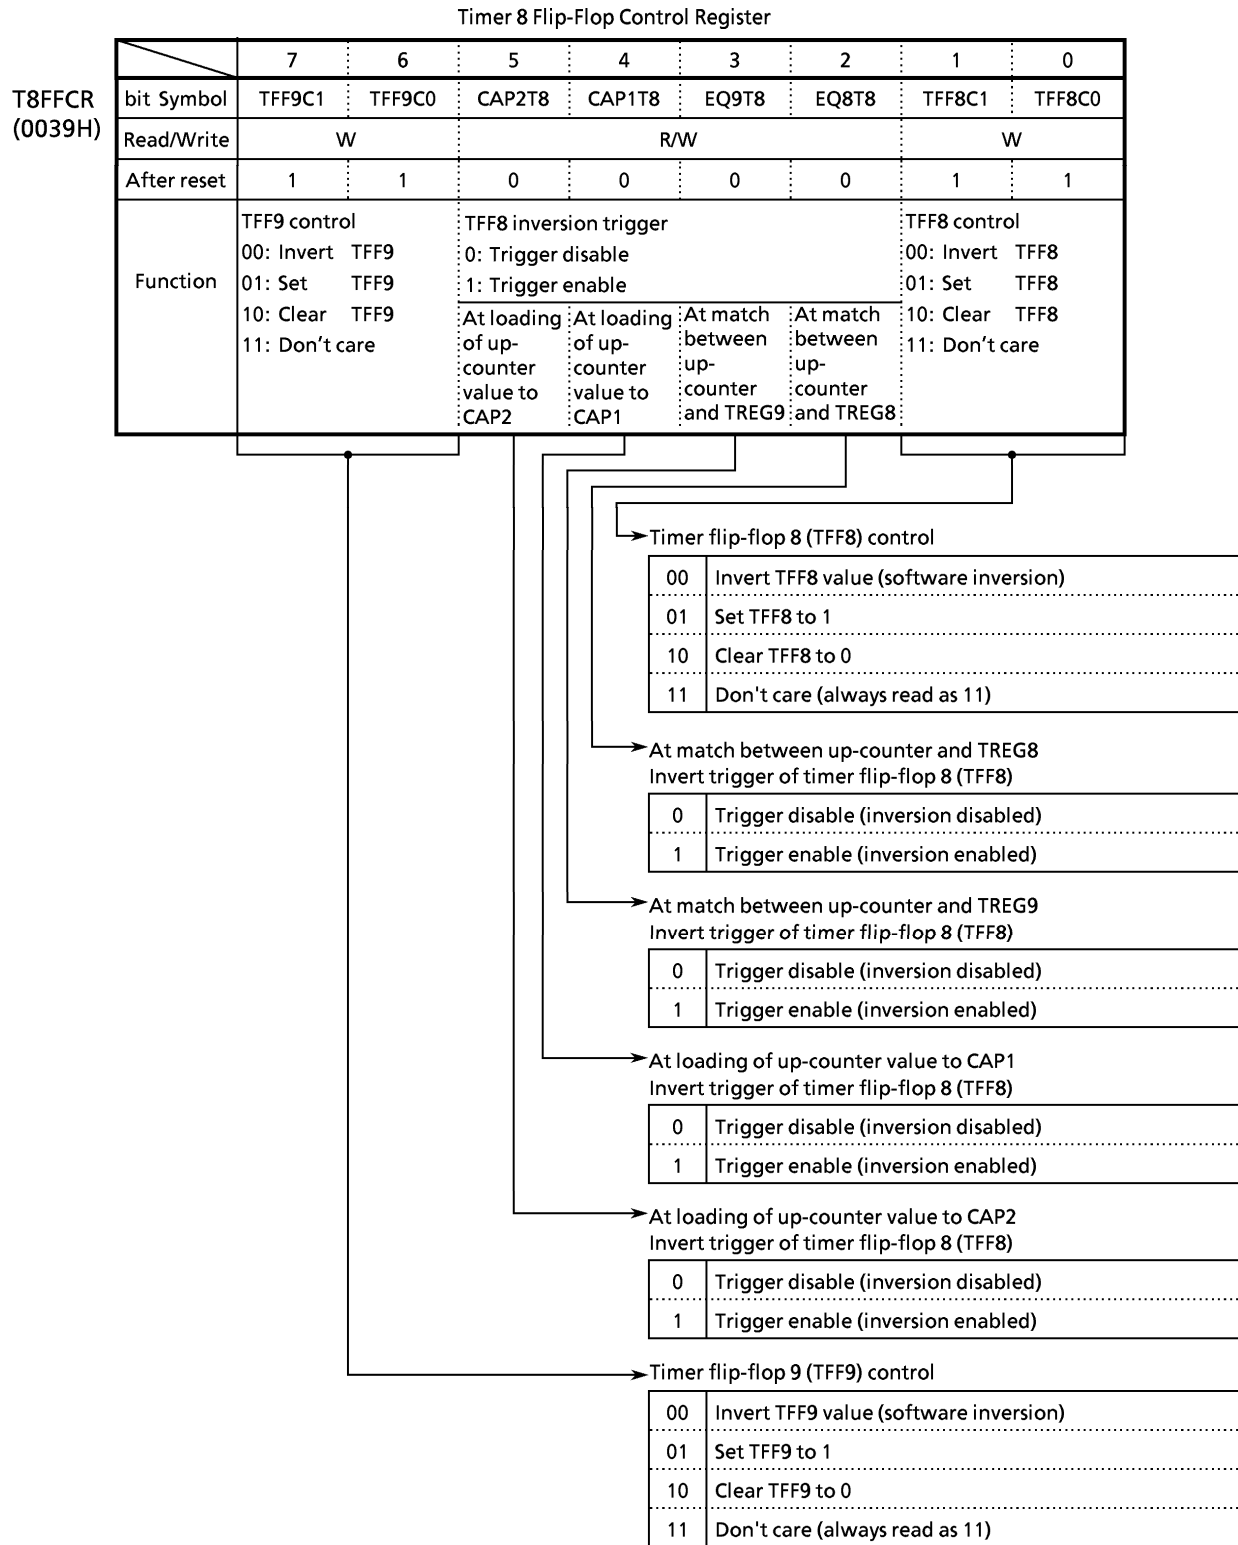 Timer 8 Flip-Flop Control Register
7 6 5 4 3 2 1 0
T8FFCR
(0039H)
bit Symbol TFF9C1 TFF9C0 CAP2T8 CAP1T8 EQ9T8 EQ8T8 TFF8C1 TFF8C0
Read/Write W R/W W
After reset 1 1 0 0 0 0 1 1
Function
TFF9 control
00: Invert TFF9
01: Set TFF9
10: Clear TFF9
11: Don't care
TFF8 inversion trigger
0: Trigger disable
1: Trigger enable
At loading
of up-
counter
value to
CAP2
At loading
of up-
counter
value to
CAP1
At match
between
up-
counter
and TREG9
At match
between
up-
counter
and TREG8
TFF8 control
00: Invert TFF8
01: Set TFF8
10: Clear TFF8
11: Don't care
Timer flip-flop 8 (TFF8) control
00 Invert TFF8 value (software inversion)
01 Set TFF8 to 1
10 Clear TFF8 to 0
11 Don't care (always read as 11)
At match between up-counter and TREG8
Invert trigger of timer flip-flop 8 (TFF8)
0 Trigger disable (inversion disabled)
1 Trigger enable (inversion enabled)
At match between up-counter and TREG9
Invert trigger of timer flip-flop 8 (TFF8)
0 Trigger disable (inversion disabled)
1 Trigger enable (inversion enabled)
At loading of up-counter value to CAP1
Invert trigger of timer flip-flop 8 (TFF8)
0 Trigger disable (inversion disabled)
1 Trigger enable (inversion enabled)
At loading of up-counter value to CAP2
Invert trigger of timer flip-flop 8 (TFF8)
0 Trigger disable (inversion disabled)
1 Trigger enable (inversion enabled)
Timer flip-flop 9 (TFF9) control
00 Invert TFF9 value (software inversion)
01 Set TFF9 to 1
10 Clear TFF9 to 0
11 Don't care (always read as 11)